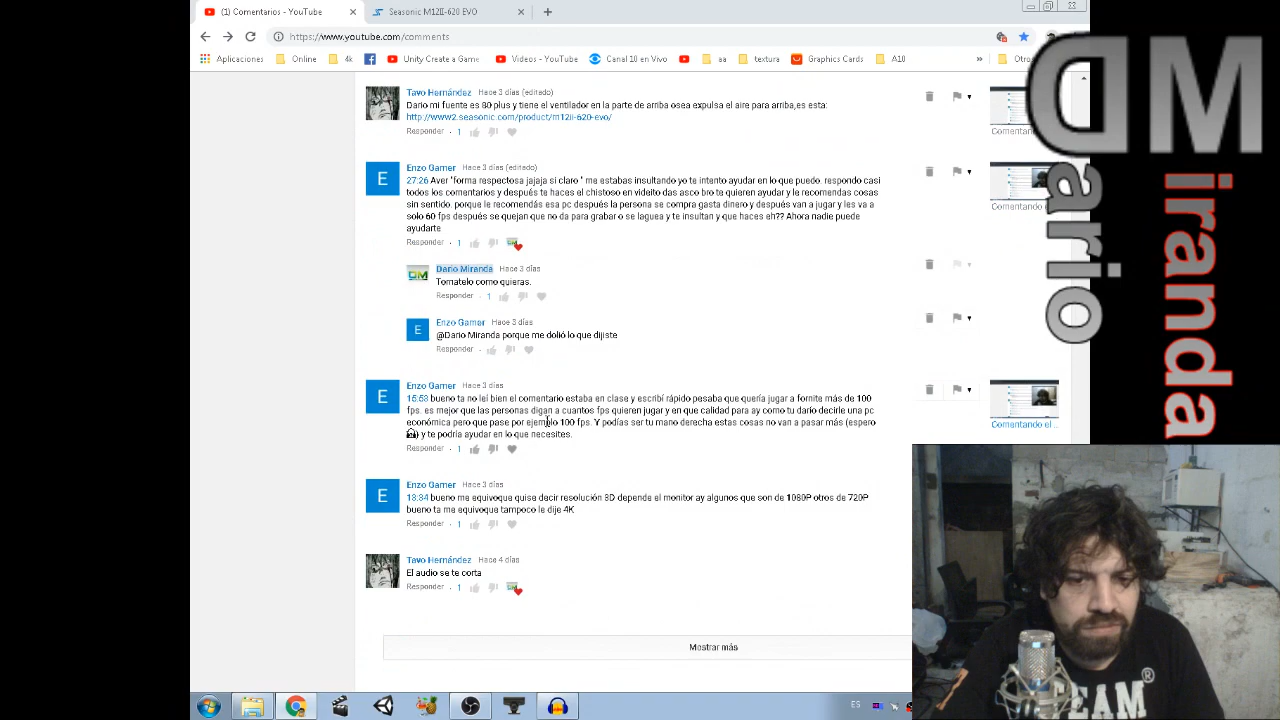 (1) Comentarios - YouTube
Seasonic M12II-620 EVO
https://www.youtube.com/comments
Aplicaciones
Online
4k
Unity Create a Game
Videos - YouTube
Canal 10 en Vivo
aa
textura
Graphics Cards
A10
»
Otro
Tavo Hernández Hace 3 días (editado)
Dario mi fuente es 80 plus y tiene el ventilador en la parte de arriba osea expulsa el aire para arriba,es esta:
http://www2.seasonic.com/product/m12ii-620-evo/
Responder · 1
Comentando
Enzo Gamer Hace 3 días (editado)
27:26 Aver "forma respectosa jajaja si claro " me estabas insultando yo te intento ayudar en lo que puedo respondo casi
todos los comentarios y después te haces el chistoso en videito das asco bro te quiero ayudar y le recomendas cosas
sin sentido. porque le recomendás esa pc después la persona se compra gasta dinero y después van a jugar y les va a
solo 60 fps después se quejan que no da para grabar o se laguea y te insultan y que haces eh?? Ahora nadie puede
ayudarte
Responder · 1
Comentando e
Dario Miranda Hace 3 días
Tomatelo como quieras.
Responder · 1
Enzo Gamer Hace 3 días
@Dario Miranda porque me dolió lo que dijiste
Responder ·
Enzo Gamer Hace 3 días
15:58 bueno ta no leí bien el comentario estaba en clase y escribí rápido pesaba que quería jugar a fornite más de 100
fps. es mejor que las personas digan a cuantos fps quieren jugar y en que calidad para ay como tu dario decirle una pc
económica pero que pase por ejemplo 100 fps. Y podías ser tu mano derecha estas cosas no van a pasar más (espero
) y te podría ayudar en lo que necesites.
Responder · 1
Comentando el ...
Enzo Gamer Hace 3 días
18:34 bueno me equivoque quise decir resolución 3D depende el monitor ay algunos que son de 1080P otros de 720P
bueno ta me equivoque tampoco le dije 4K
Responder · 1
Tavo Hernández Hace 4 días
El audio se te corta
Responder · 1
Mostrar más
ES
MD
Dario
Miranda
TEAM
®